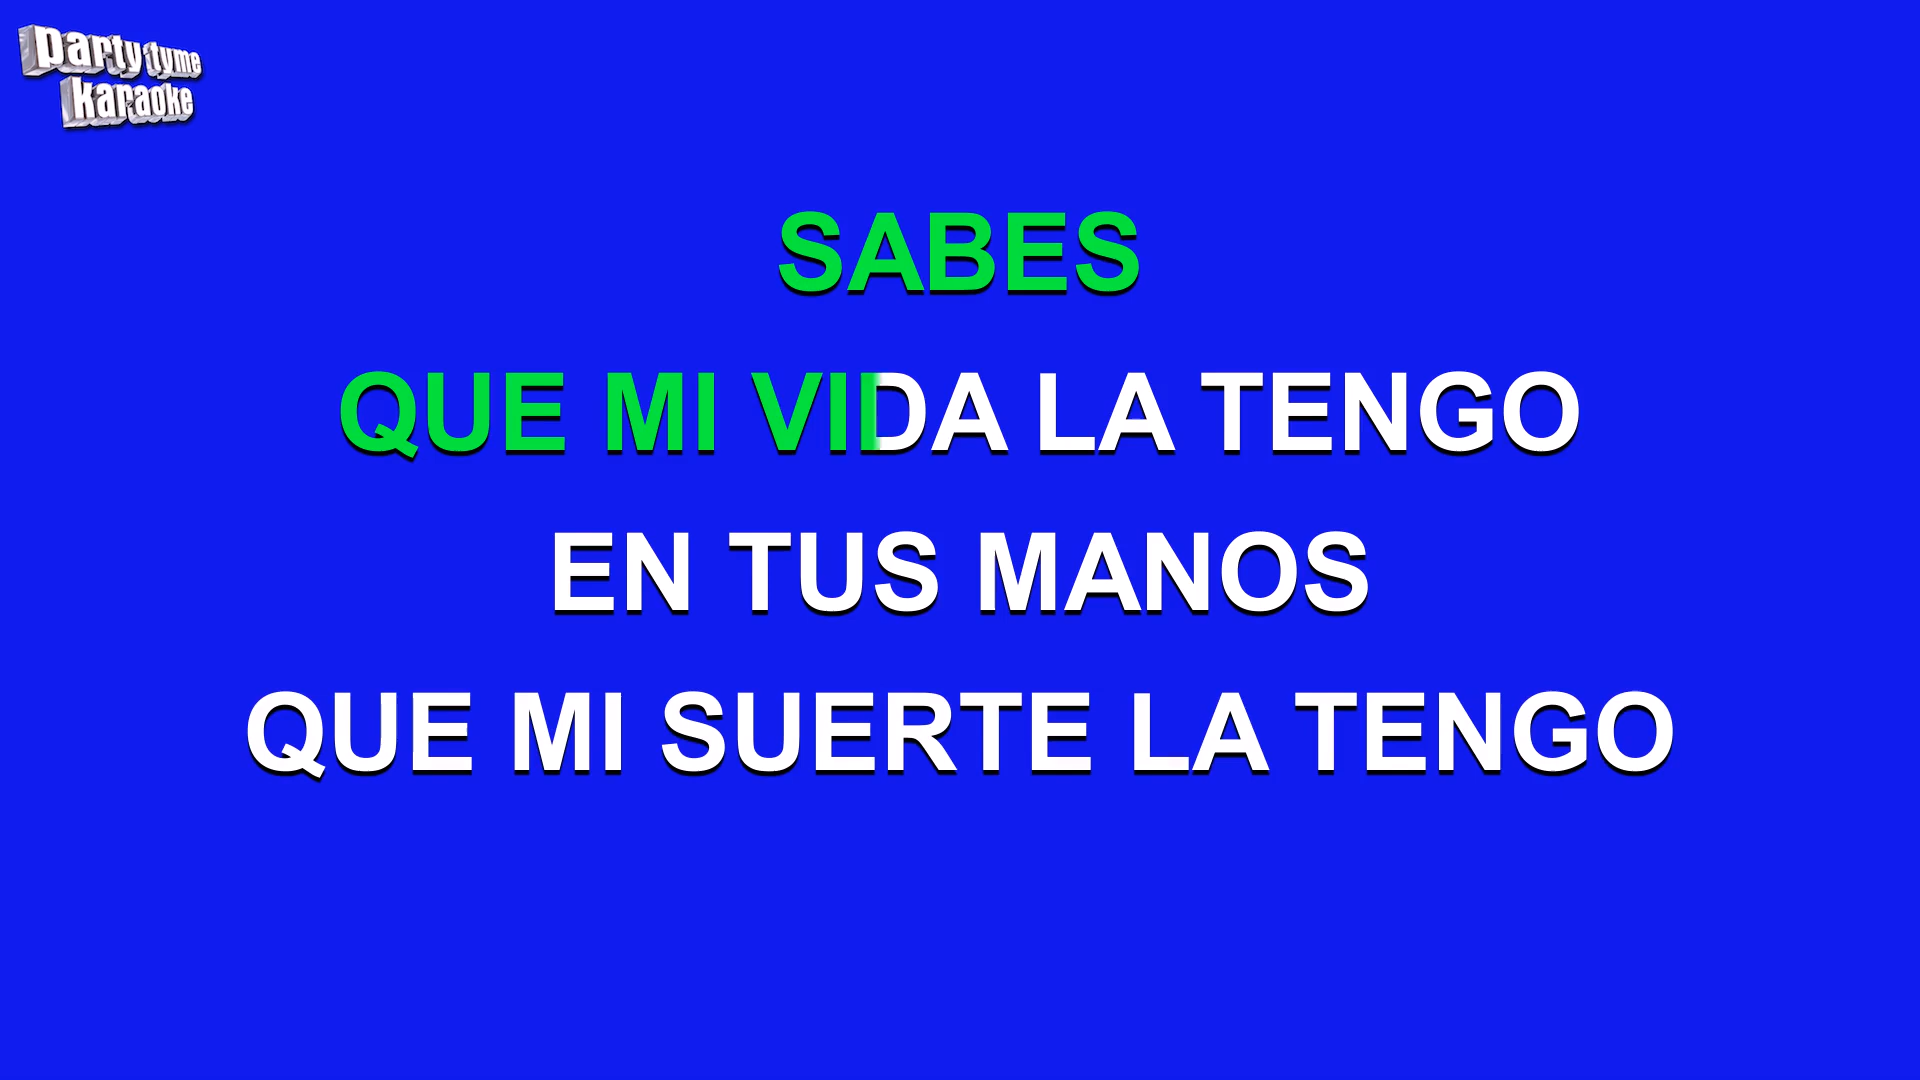 party tyme
karaoke
SABES
QUE MI VIDA LA TENGO
EN TUS MANOS
QUE MI SUERTE LA TENGO